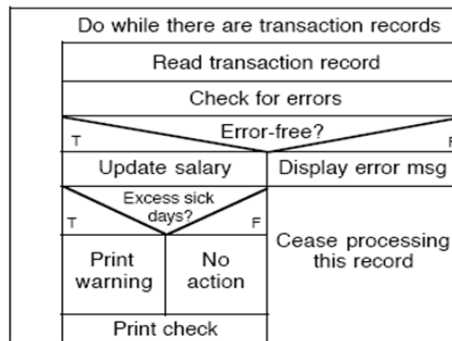 Do while there are transaction records
Read transaction record
Check for errors
Error-free?
T
F
Update salary
Display error msg
Excess sick
days?
T
F
Cease processing
this record
Print
warning
No
action
Print check